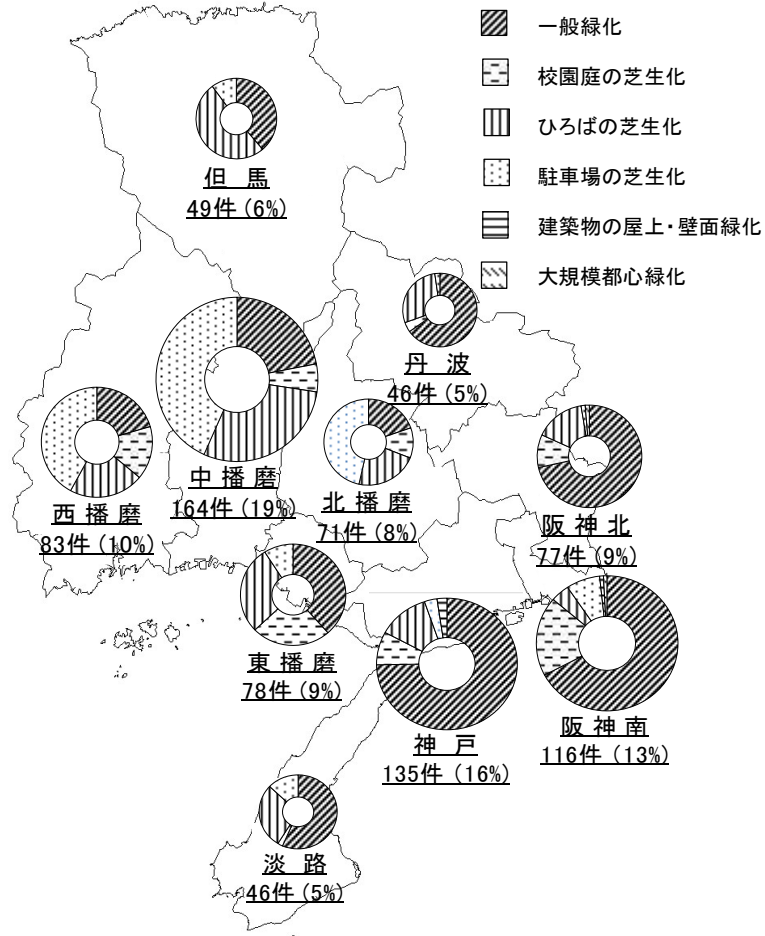 一般緑化
校園庭の芝生化
ひろばの芝生化
駐車場の芝生化
建築物の屋上・壁面緑化
大規模都心緑化
但 馬
49件 (6%)
丹 波
46件 (5%)
中播磨
164件 (19%)
北播磨
71件 (8%)
西播磨
83件 (10%)
阪神北
77件 (9%)
東播磨
78件 (9%)
神 戸
135件 (16%)
阪神南
116件 (13%)
淡 路
46件 (5%)